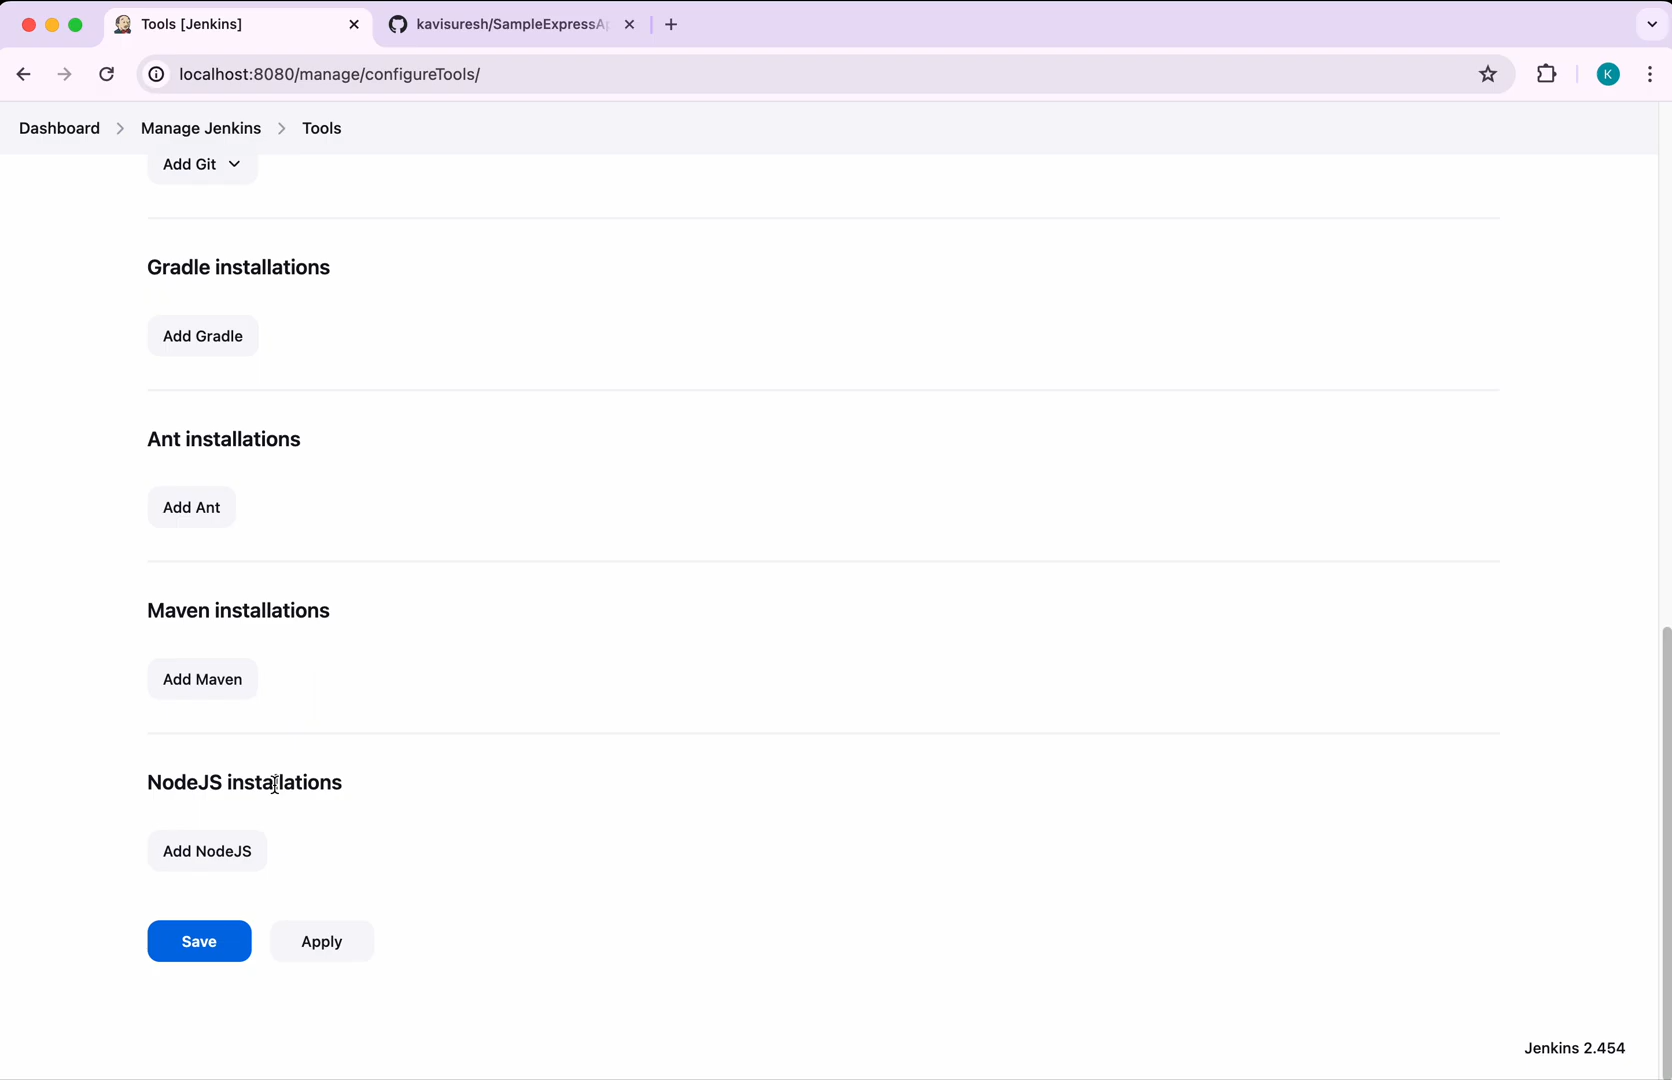 Tools [Jenkins]
kavisuresh/SampleExpressAp
localhost:8080/manage/configureTools/
K
Dashboard > Manage Jenkins > Tools
Add Git
Gradle installations
Add Gradle
Ant installations
Add Ant
Maven installations
Add Maven
NodeJS installations
Add NodeJS
Save Apply
Jenkins 2.454